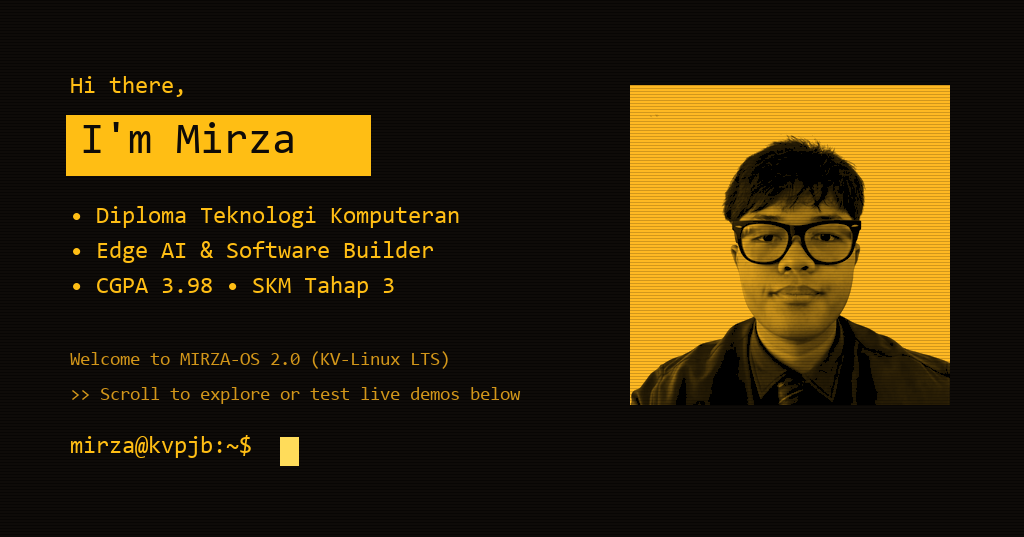 Hi there,
I'm Mirza
• Diploma Teknologi Komputeran
• Edge AI & Software Builder
• CGPA 3.98 • SKM Tahap 3
Welcome to MIRZA-OS 2.0 (KV-Linux LTS)
>> Scroll to explore or test live demos below
mirza@kvpjb:~$